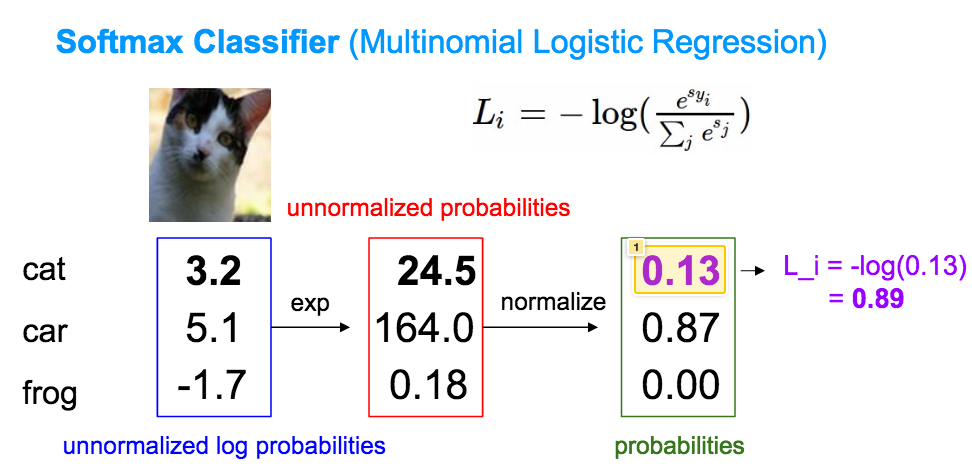 Softmax Classifier (Multinomial Logistic Regression)
L_i = − log( e^{s_{y_i}} / ∑_j e^{s_j} )
unnormalized probabilities
cat 3.2 24.5 1 0.13 → L_i = -log(0.13)
= 0.89
exp normalize
car 5.1 164.0 0.87
frog -1.7 0.18 0.00
unnormalized log probabilities probabilities